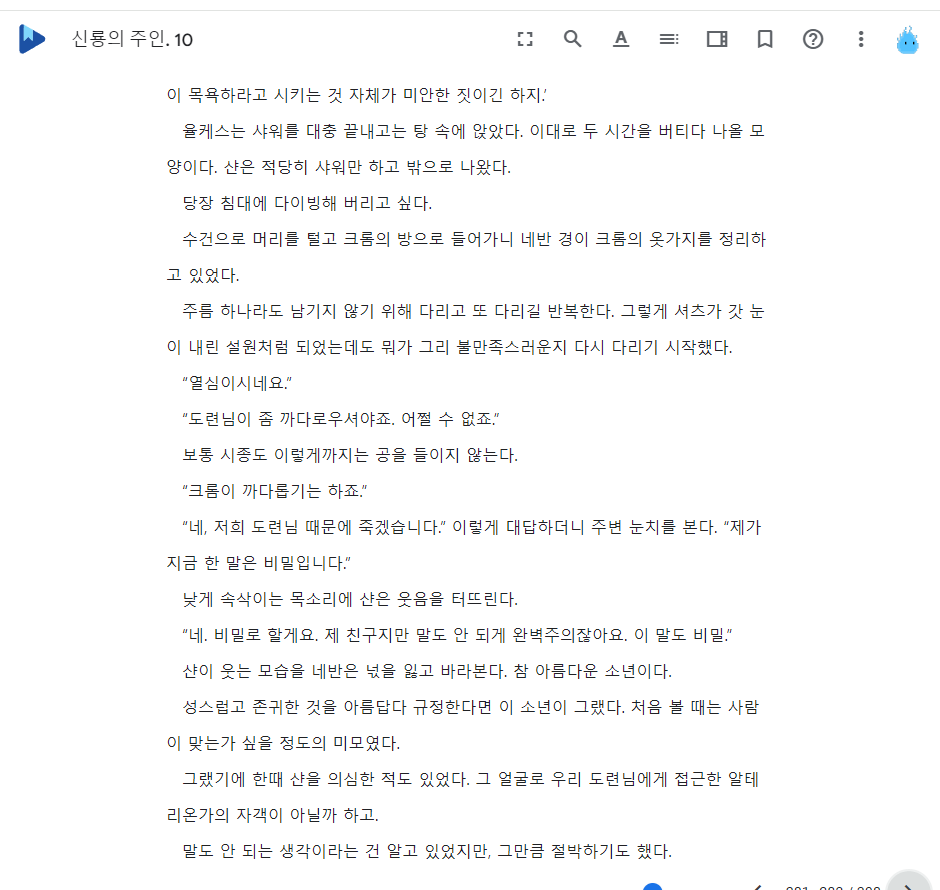 신룡의 주인. 10
이 목욕하라고 시키는 것 자체가 미안한 짓이긴 하지.’
율케스는 샤워를 대충 끝내고는 탕 속에 앉았다. 이대로 두 시간을 버티다 나올 모
양이다. 샨은 적당히 샤워만 하고 밖으로 나왔다.
당장 침대에 다이빙해 버리고 싶다.
수건으로 머리를 털고 크롬의 방으로 들어가니 네반 경이 크롬의 옷가지를 정리하
고 있었다.
주름 하나라도 남기지 않기 위해 다리고 또 다리길 반복한다. 그렇게 셔츠가 갓 눈
이 내린 설원처럼 되었는데도 뭐가 그리 불만족스러운지 다시 다리기 시작했다.
“열심이시네요.”
“도련님이 좀 까다로우셔야죠. 어쩔 수 없죠.”
보통 시종도 이렇게까지는 공을 들이지 않는다.
“크롬이 까다롭기는 하죠.”
“네, 저희 도련님 때문에 죽겠습니다.” 이렇게 대답하더니 주변 눈치를 본다. “제가
지금 한 말은 비밀입니다.”
낮게 속삭이는 목소리에 샨은 웃음을 터뜨린다.
“네. 비밀로 할게요. 제 친구지만 말도 안 되게 완벽주의잖아요. 이 말도 비밀.”
샨이 웃는 모습을 네반은 넋을 잃고 바라본다. 참 아름다운 소년이다.
성스럽고 존귀한 것을 아름답다 규정한다면 이 소년이 그랬다. 처음 볼 때는 사람
이 맞는가 싶을 정도의 미모였다.
그랬기에 한때 샨을 의심한 적도 있었다. 그 얼굴로 우리 도련님에게 접근한 알테
리온가의 자객이 아닐까 하고.
말도 안 되는 생각이라는 건 알고 있었지만, 그만큼 절박하기도 했다.